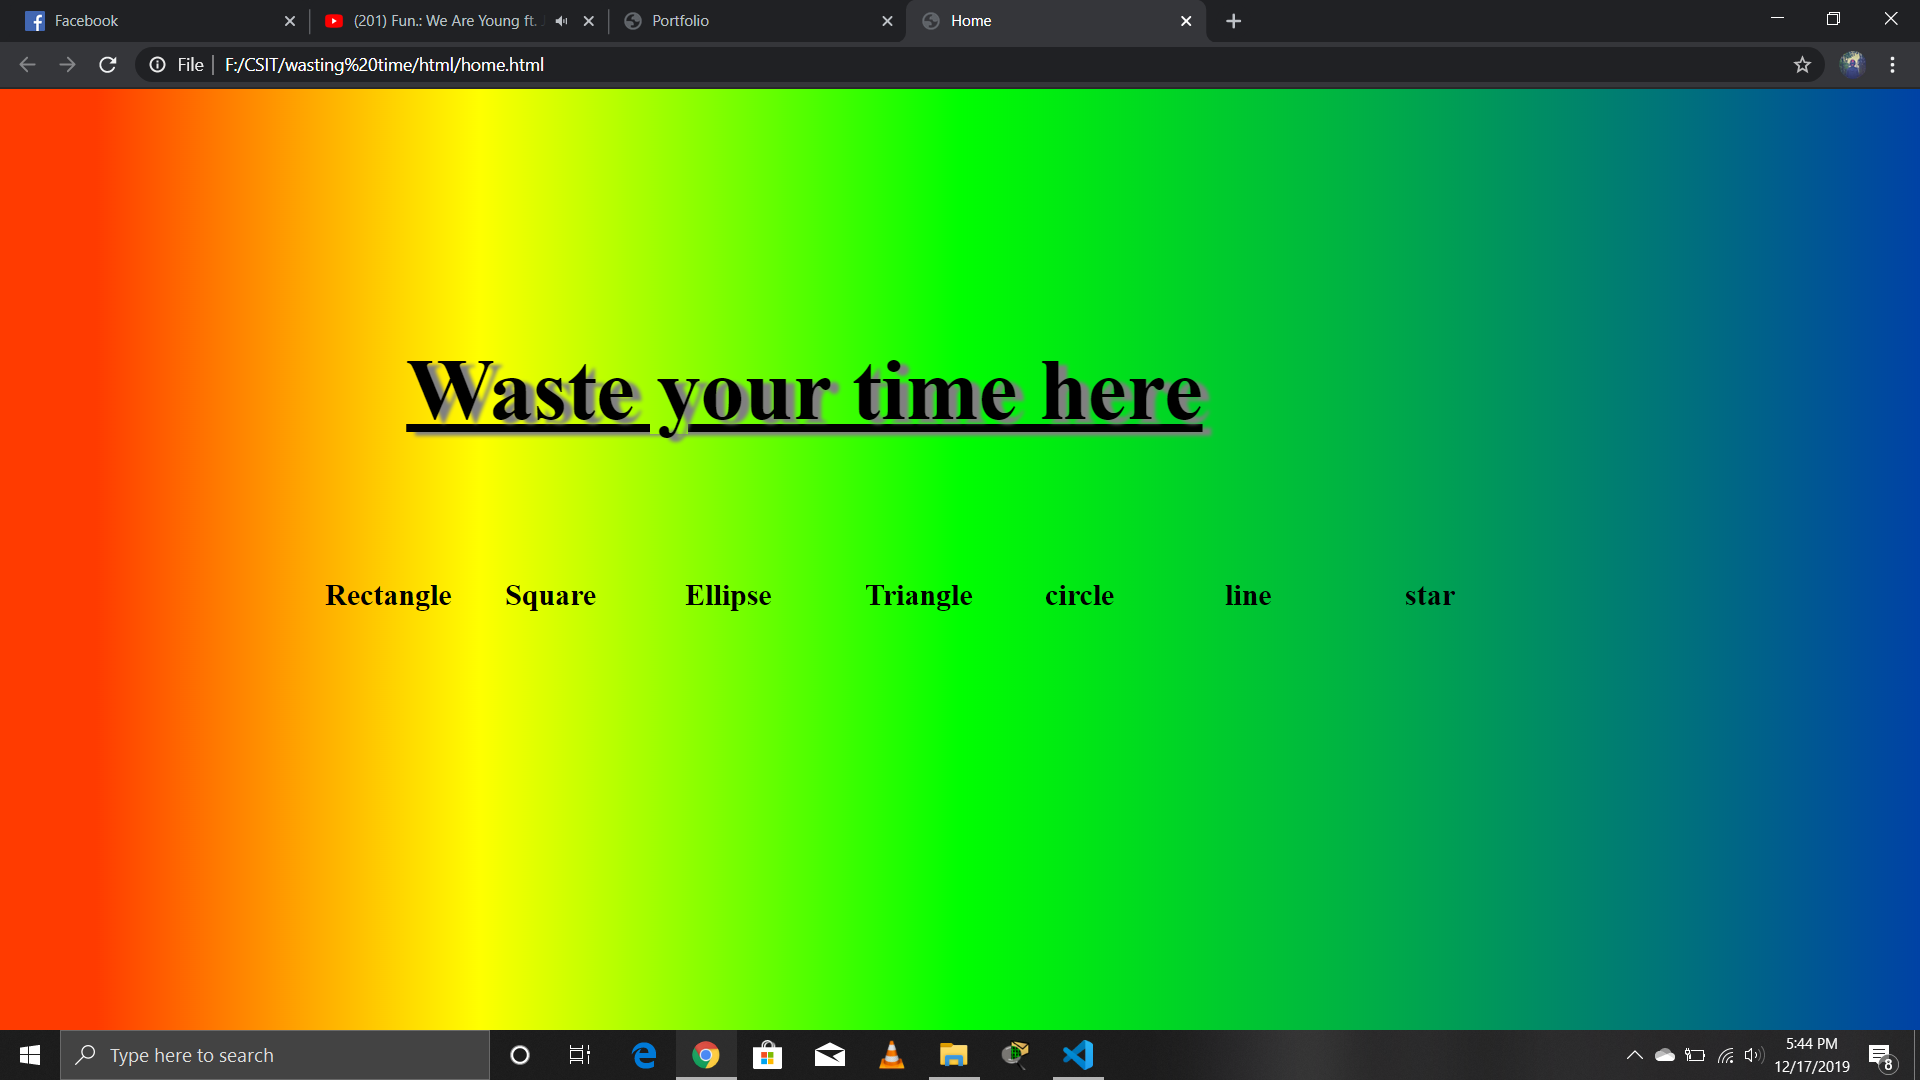 Facebook
(201) Fun.: We Are Young ft.
Portfolio
Home
File
F:/CSIT/wasting%20time/html/home.html
Waste your time here
Rectangle
Square
Ellipse
Triangle
circle
line
star
Type here to search
5:44 PM
12/17/2019
8